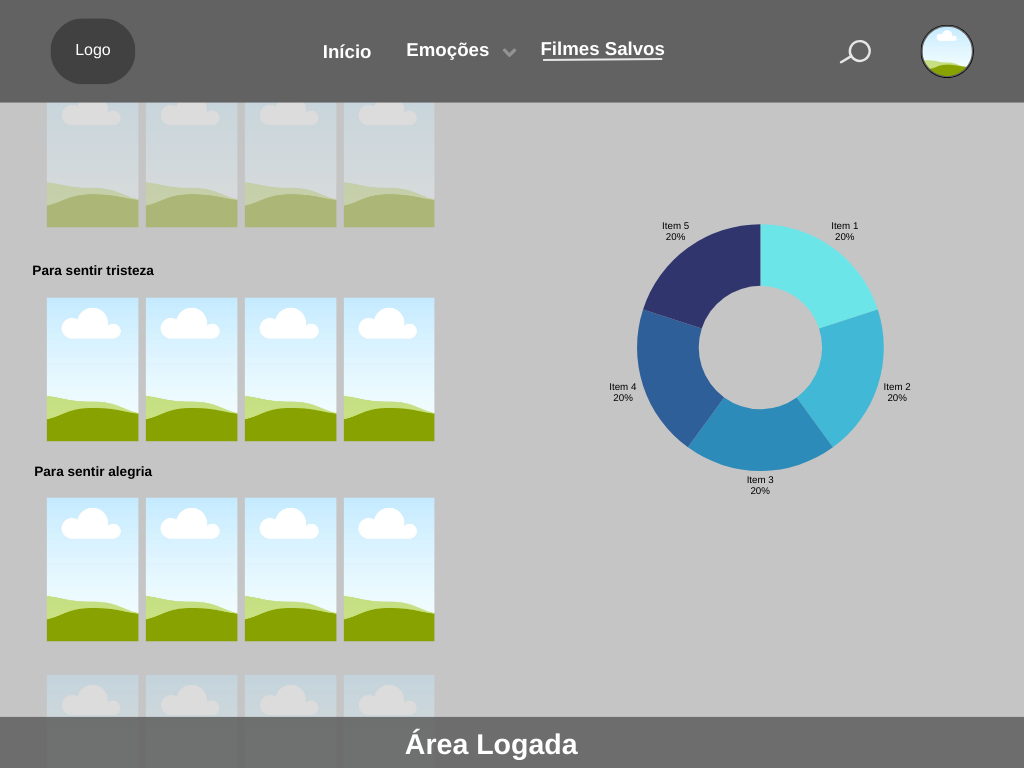 Logo
Início
Emoções
Filmes Salvos
Item 5
20%
Item 1
20%
Para sentir tristeza
Item 4
20%
Item 2
20%
Para sentir alegria
Item 3
20%
Área Logada